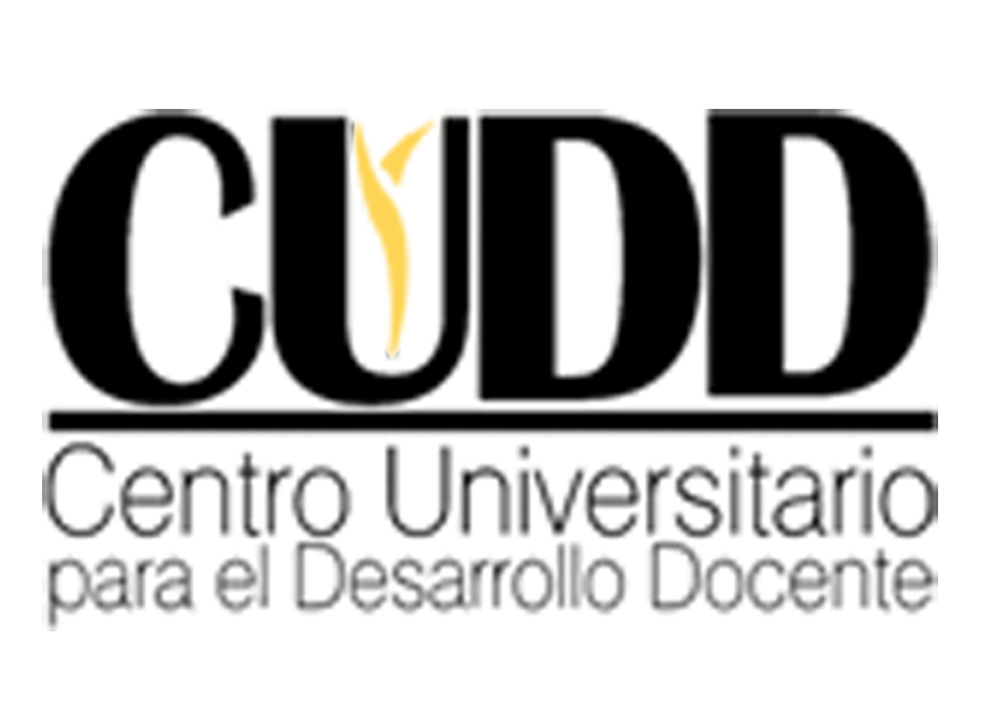 CUDD
Centro Universitario
para el Desarrollo Docente